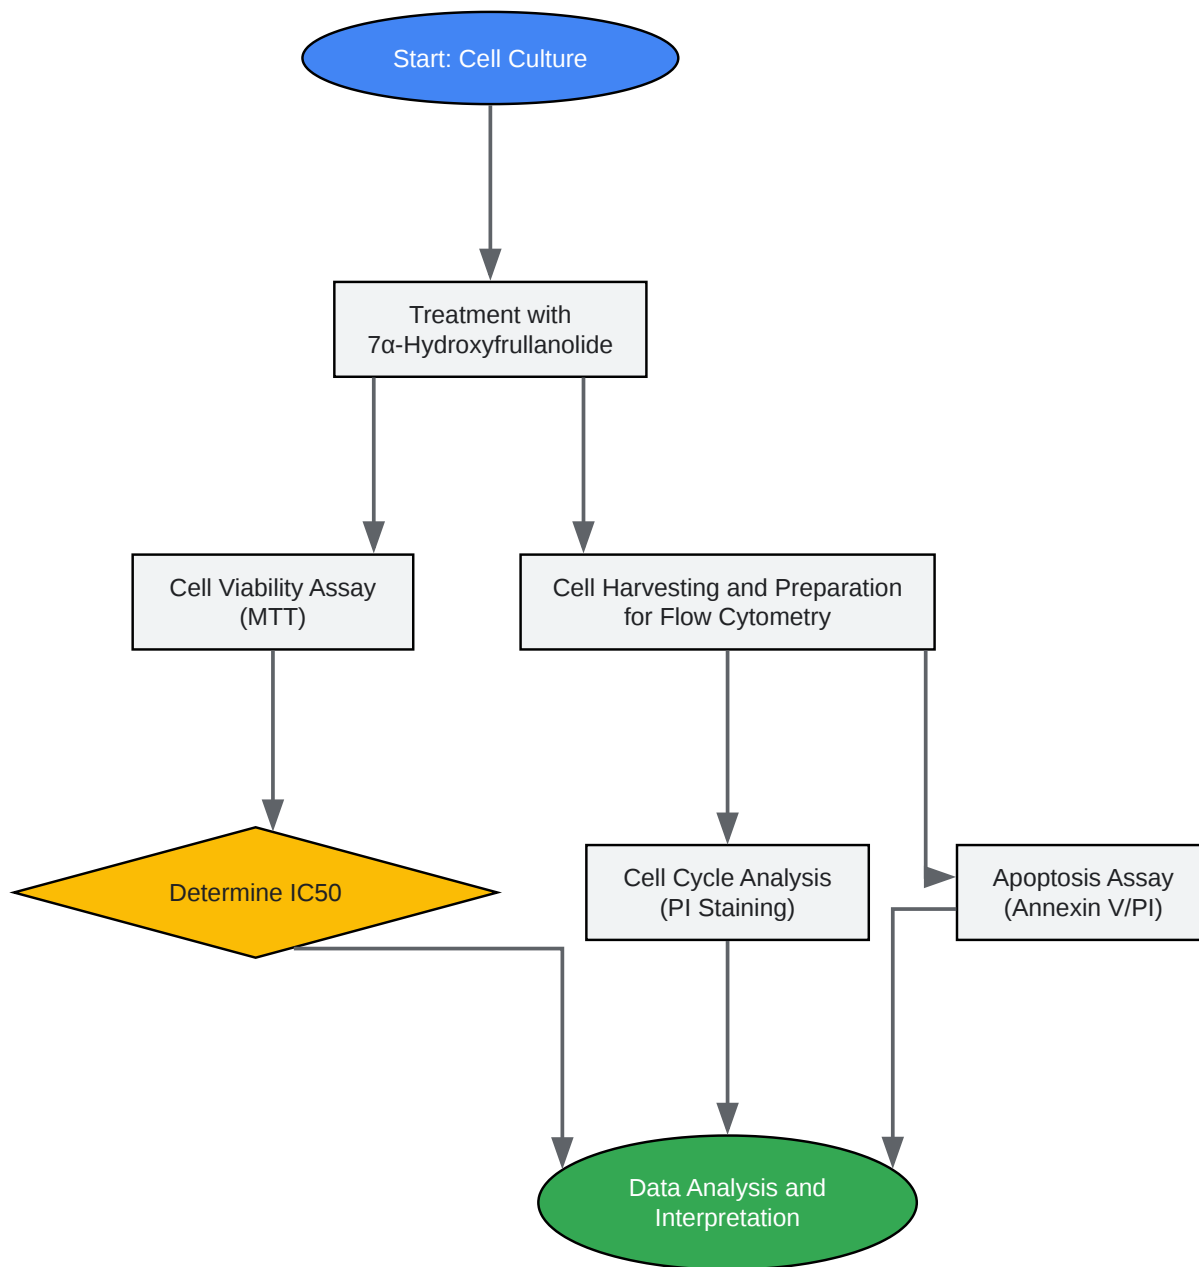 Start: Cell Culture
Treatment with
7α-Hydroxyfrullanolide
Cell Viability Assay
(MTT)
Cell Harvesting and Preparation
for Flow Cytometry
Determine IC50
Cell Cycle Analysis
(PI Staining)
Apoptosis Assay
(Annexin V/PI)
Data Analysis and
Interpretation